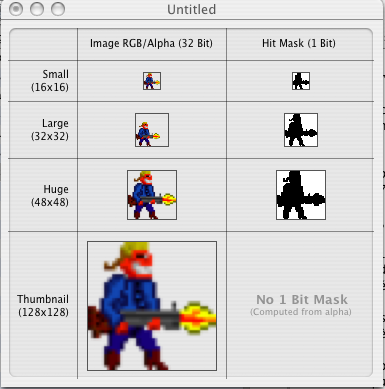 Untitled
Image RGB/Alpha (32 Bit)
Hit Mask (1 Bit)
Small
(16x16)
Large
(32x32)
Huge
(48x48)
Thumbnail
(128x128)
No 1 Bit Mask
(Computed from alpha)